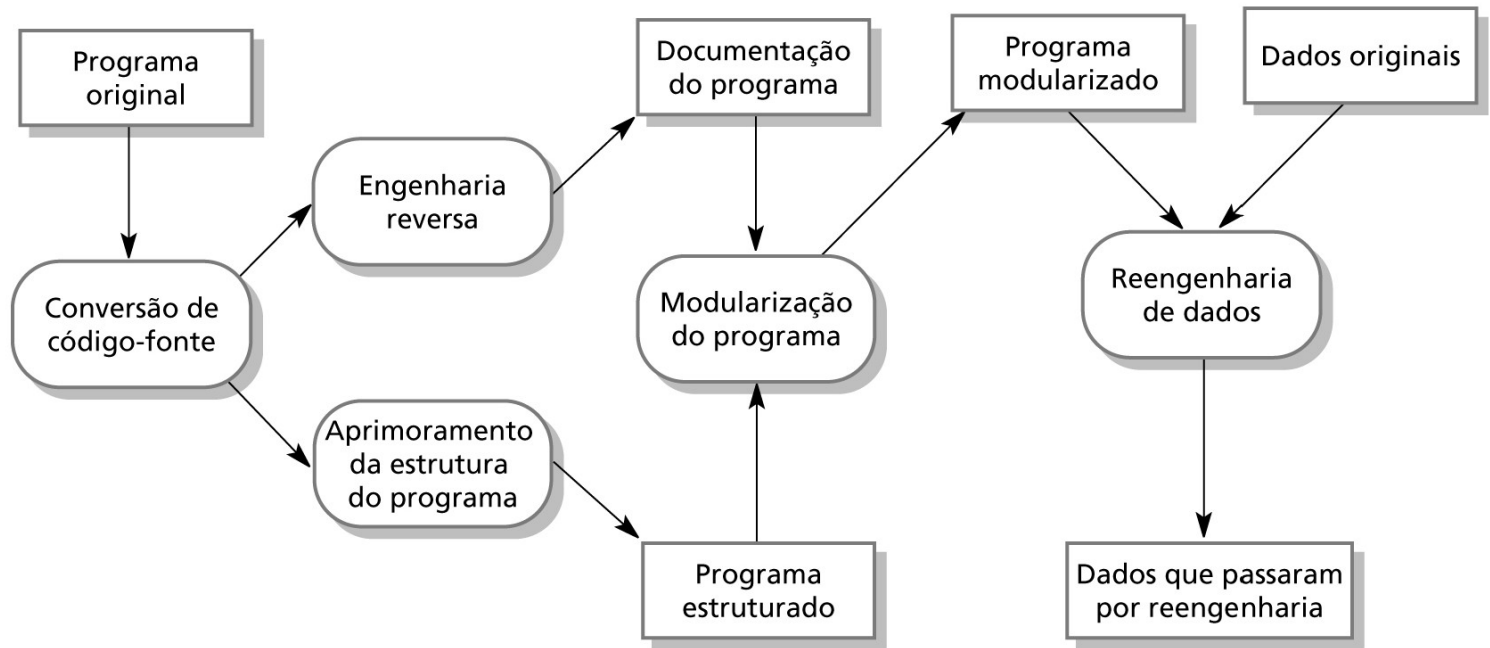 Programa
original
Conversão de
código-fonte
Engenharia
reversa
Aprimoramento
da estrutura
do programa
Documentação
do programa
Modularização
do programa
Programa
estruturado
Programa
modularizado
Dados originais
Reengenharia
de dados
Dados que passaram
por reengenharia